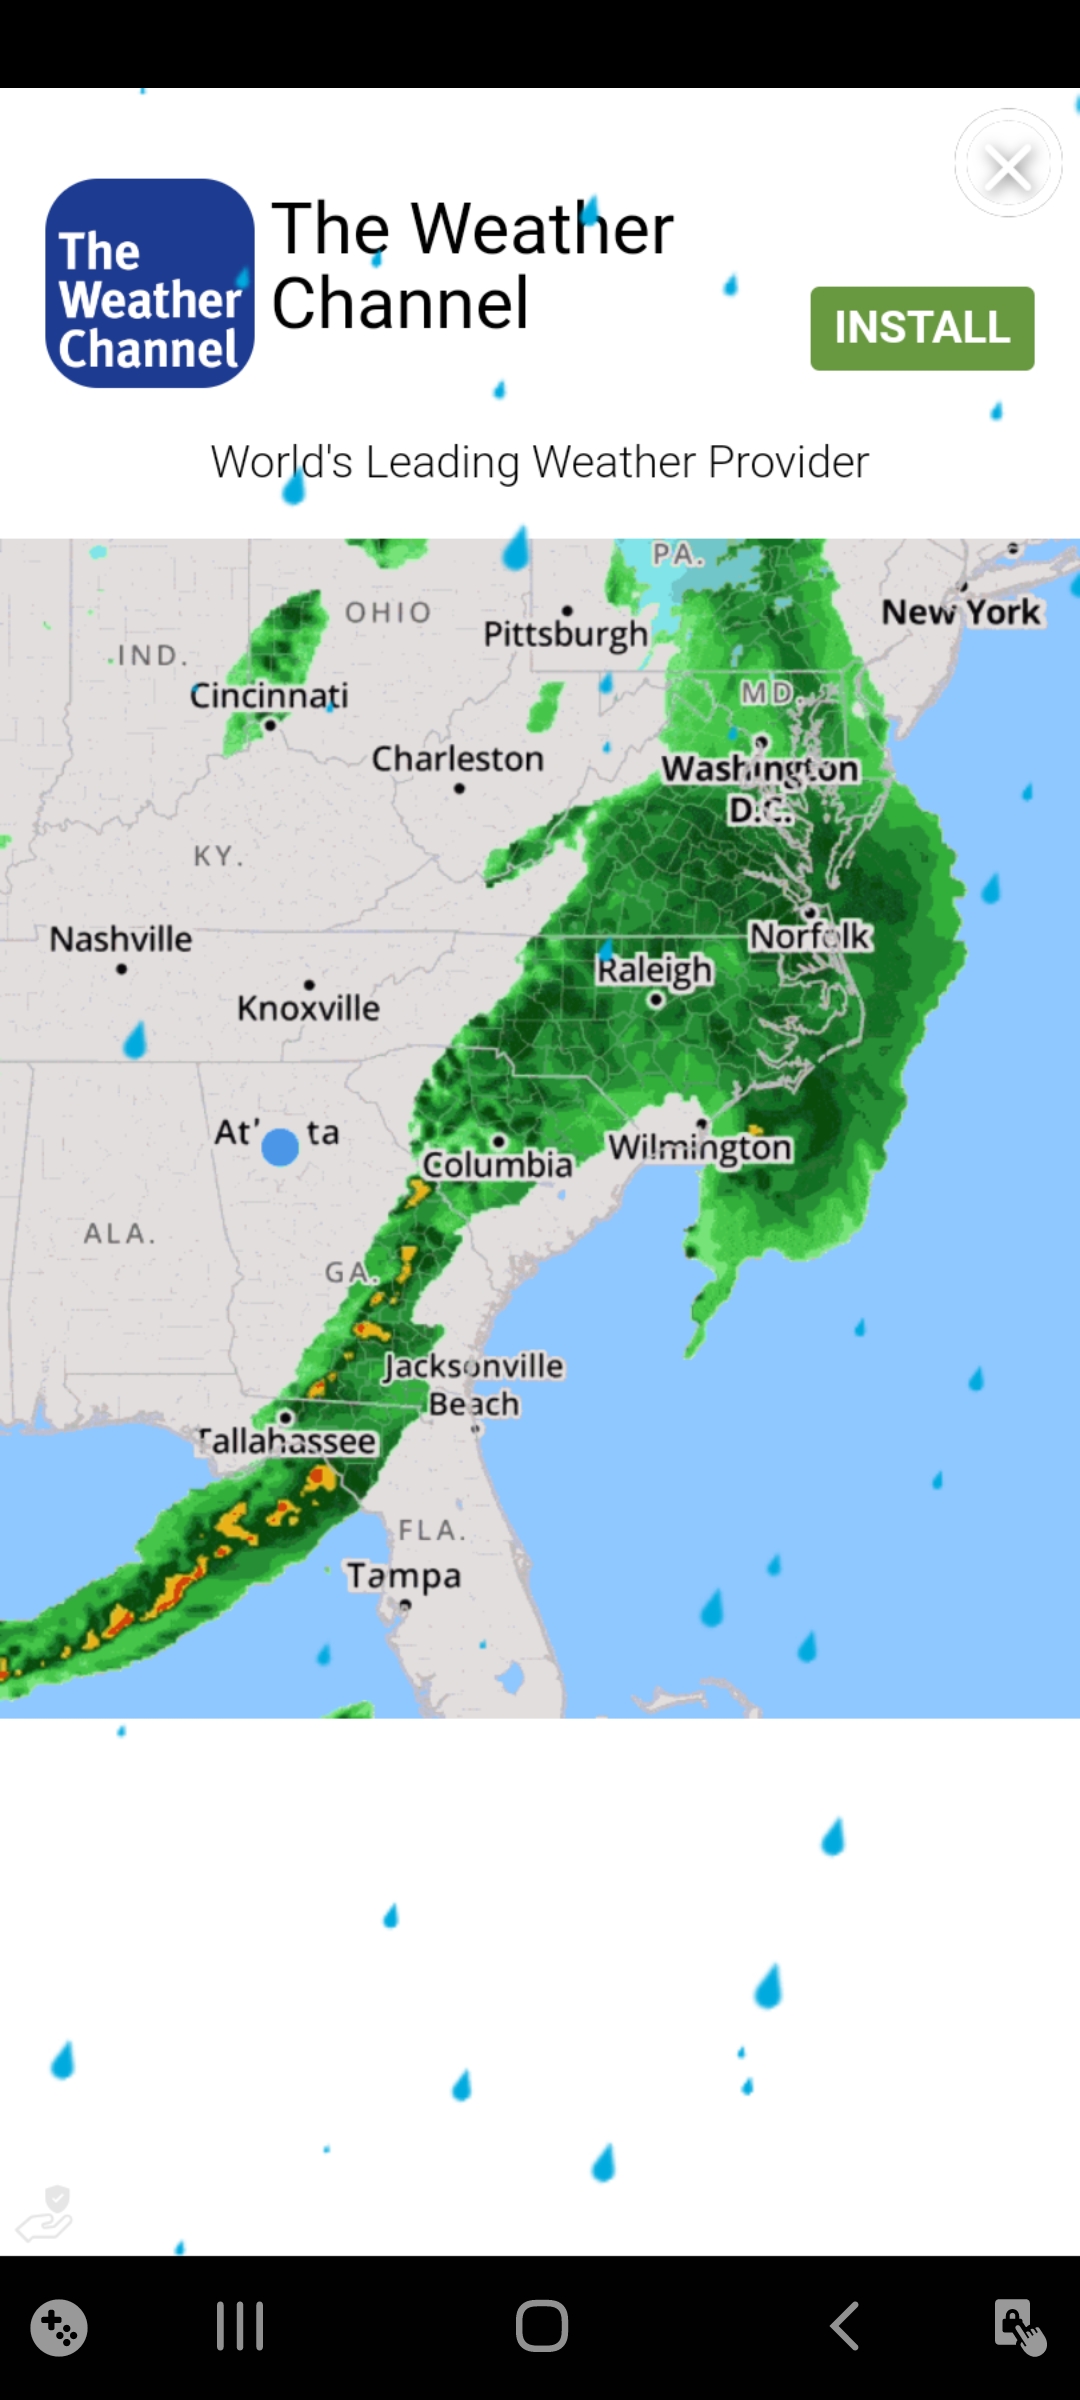 The
Weather
Channel
The Weather
Channel
INSTALL
World's Leading Weather Provider
PA.
OHIO
New York
Pittsburgh
IND.
MD.
Cincinnati
Charleston
Washington
D.C.
KY.
Nashville
Norfolk
Raleigh
Knoxville
At ta
Wilmington
Columbia
ALA.
GA.
Jacksonville
Beach
Tallahassee
FLA.
Tampa